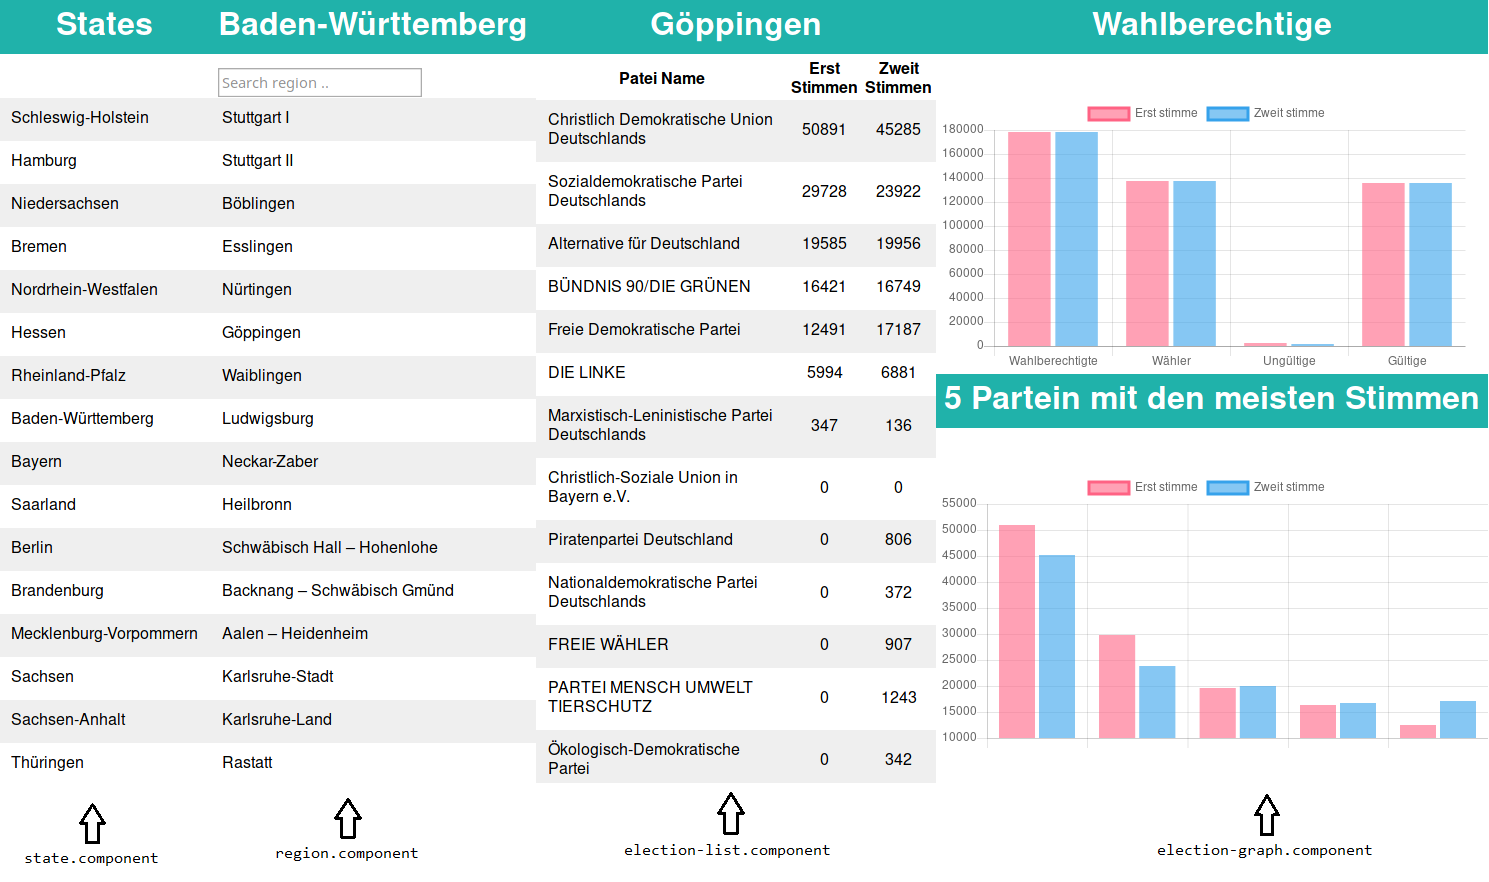 States
Baden-Württemberg
Göppingen
Wahlberechtige
Search region ..
Schleswig-Holstein
Hamburg
Niedersachsen
Bremen
Nordrhein-Westfalen
Hessen
Rheinland-Pfalz
Baden-Württemberg
Bayern
Saarland
Berlin
Brandenburg
Mecklenburg-Vorpommern
Sachsen
Sachsen-Anhalt
Thüringen
Stuttgart I
Stuttgart II
Böblingen
Esslingen
Nürtingen
Göppingen
Waiblingen
Ludwigsburg
Neckar-Zaber
Heilbronn
Schwäbisch Hall – Hohenlohe
Backnang – Schwäbisch Gmünd
Aalen – Heidenheim
Karlsruhe-Stadt
Karlsruhe-Land
Rastatt
Patei Name
Erst
Stimmen
Zweit
Stimmen
Christlich Demokratische Union
Deutschlands
50891 45285
Sozialdemokratische Partei
Deutschlands
29728 23922
Alternative für Deutschland 19585 19956
BÜNDNIS 90/DIE GRÜNEN 16421 16749
Freie Demokratische Partei 12491 17187
DIE LINKE 5994 6881
Marxistisch-Leninistische Partei
Deutschlands
347 136
Christlich-Soziale Union in
Bayern e.V.
0 0
Piratenpartei Deutschland 0 806
Nationaldemokratische Partei
Deutschlands
0 372
FREIE WÄHLER 0 907
PARTEI MENSCH UMWELT
TIERSCHUTZ
0 1243
Ökologisch-Demokratische
Partei
0 342
Erst stimme Zweit stimme
180000
160000
140000
120000
100000
80000
60000
40000
20000
0
Wahlberechtigte Wähler Ungültige Gültige
5 Partein mit den meisten Stimmen
Erst stimme Zweit stimme
55000
50000
45000
40000
35000
30000
25000
20000
15000
10000
state.component
region.component
election-list.component
election-graph.component